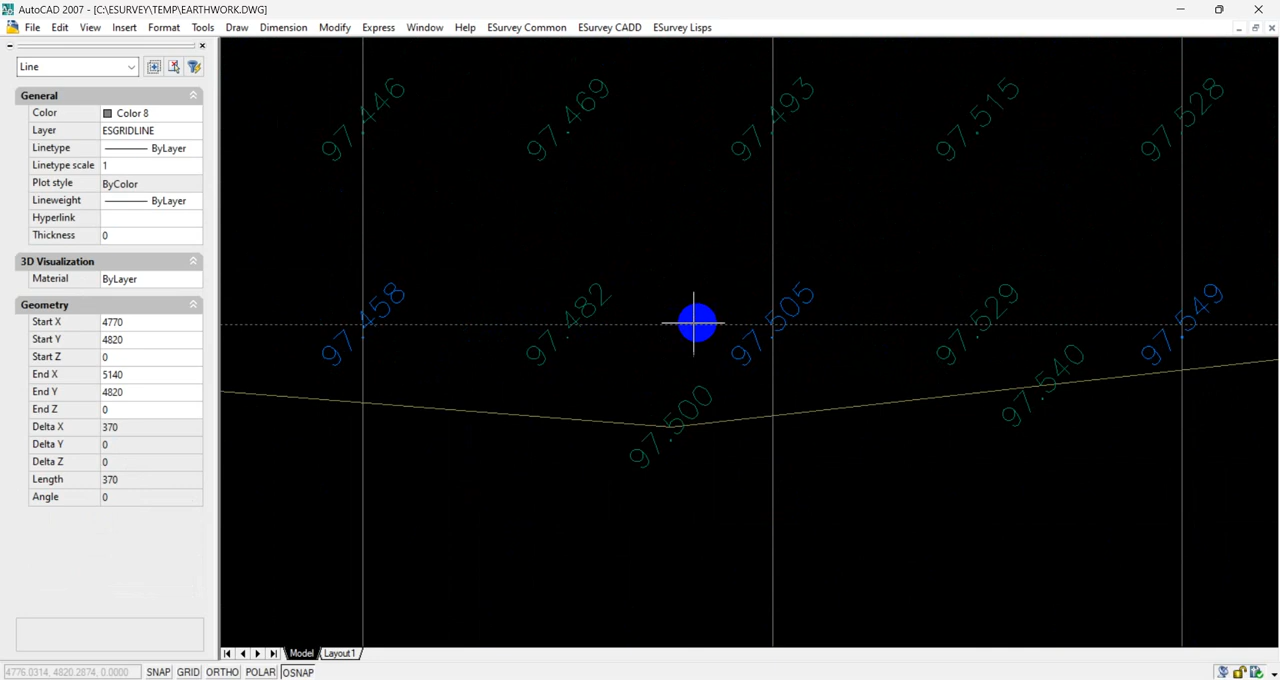 AutoCAD 2007 - [C:\ESURVEY\TEMP\EARTHWORK.DWG]
File Edit View Insert Format Tools Draw Dimension Modify Express Window Help ESurvey Common ESurvey CADD ESurvey Lisps
Line
General
Color Color 8
Layer ESGRIDLINE
Linetype ByLayer
Linetype scale 1
Plot style ByColor
Lineweight ByLayer
Hyperlink
Thickness 0
3D Visualization
Material ByLayer
Geometry
Start X 4770
Start Y 4820
Start Z 0
End X 5140
End Y 4820
End Z 0
Delta X 370
Delta Y 0
Delta Z 0
Length 370
Angle 0
97.446 97.469 97.493 97.515 97.528
97.458 97.482 97.505 97.529 97.549
97.500 97.540
Model Layout1
4776.0314, 4820.2874, 0.0000 SNAP GRID ORTHO POLAR OSNAP